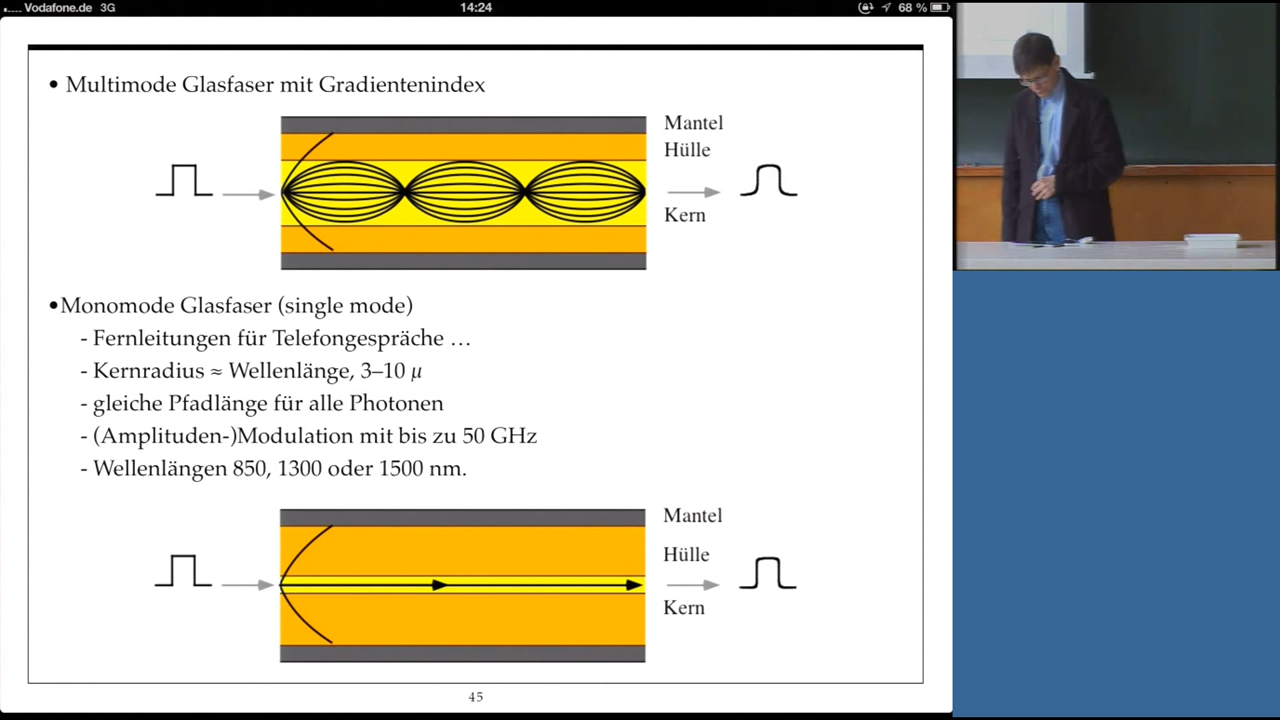 Vodafone.de 3G 14:24 68 %
• Multimode Glasfaser mit Gradientenindex
Mantel
Hülle
Kern
•Monomode Glasfaser (single mode)
- Fernleitungen für Telefongespräche …
- Kernradius ≈ Wellenlänge, 3–10 μ
- gleiche Pfadlänge für alle Photonen
- (Amplituden-)Modulation mit bis zu 50 GHz
- Wellenlängen 850, 1300 oder 1500 nm.
Mantel
Hülle
Kern
45